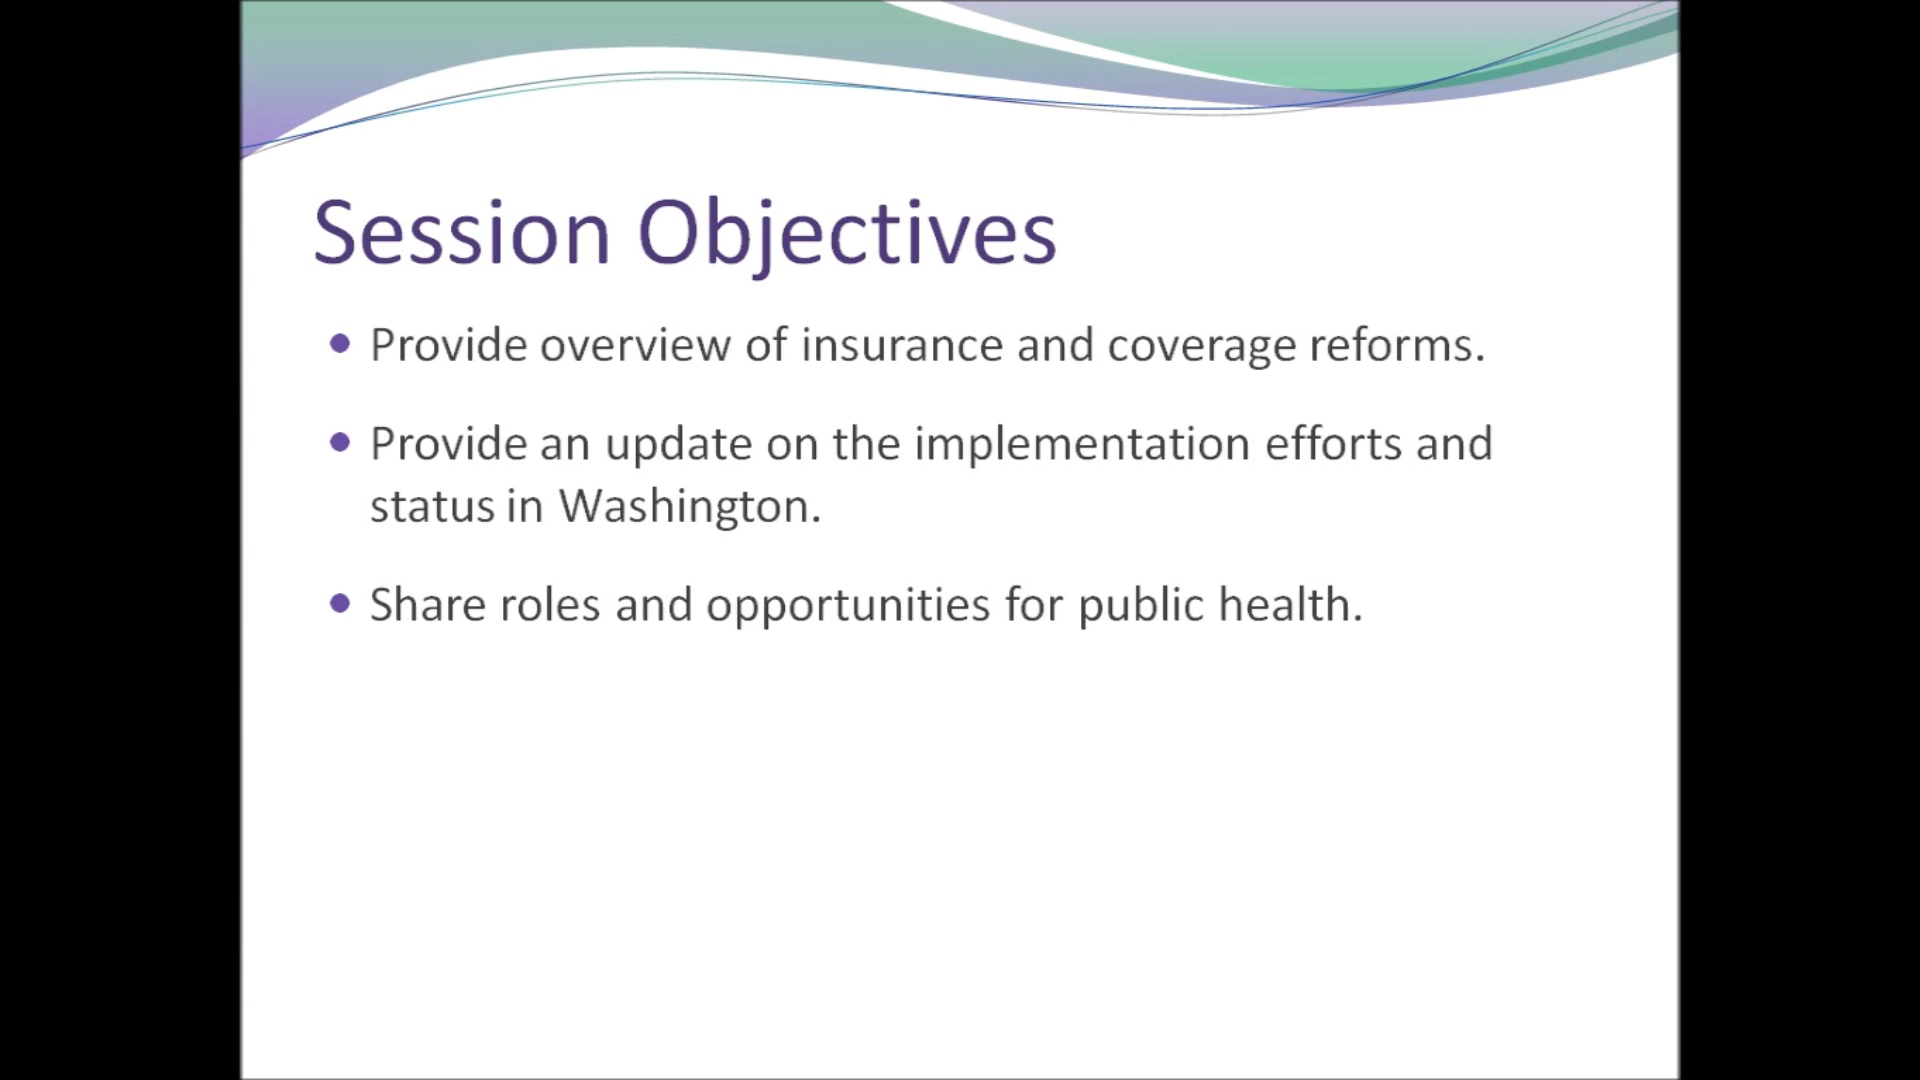 Session Objectives
• Provide overview of insurance and coverage reforms.
• Provide an update on the implementation efforts and
status in Washington.
• Share roles and opportunities for public health.